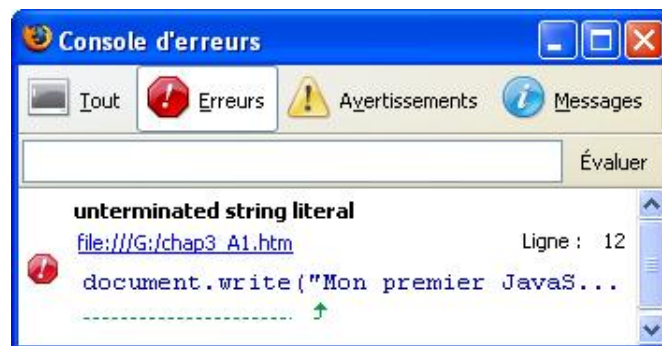 Console d'erreurs
Tout Erreurs Avertissements Messages
Évaluer
unterminated string literal
file:///G:/chap3_A1.htm Ligne : 12
document.write("Mon premier JavaS...